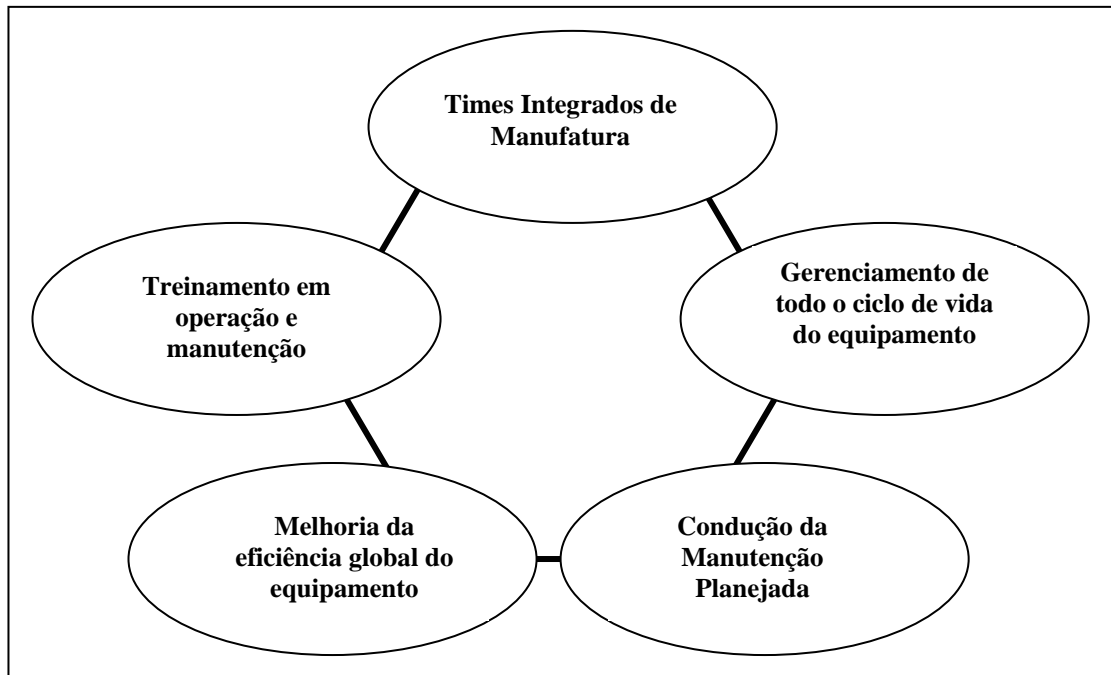 Times Integrados de
Manufatura
Treinamento em
operação e
manutenção
Gerenciamento de
todo o ciclo de vida
do equipamento
Melhoria da
eficiência global do
equipamento
Condução da
Manutenção
Planejada